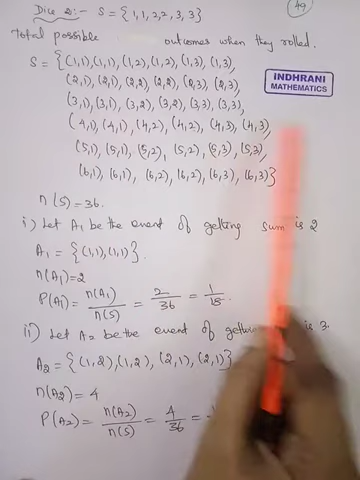 49
Dice 2:- S = {1,1,2,2,3,3}
Total possible outcomes when they rolled.
S = {(1,1), (1,1), (1,2), (1,2), (1,3), (1,3),
(2,1), (2,1), (2,2), (2,2), (2,3), (2,3),
(3,1), (3,1), (3,2), (3,2), (3,3), (3,3),
(4,1), (4,1), (4,2), (4,2), (4,3), (4,3),
(5,1), (5,1), (5,2), (5,2), (5,3), (5,3),
(6,1), (6,1), (6,2), (6,2), (6,3), (6,3)}
INDHRANI
MATHEMATICS
n(S) = 36.
i) Let A₁ be the event of getting sum is 2
A₁ = {(1,1), (1,1)}.
n(A₁) = 2
P(A₁) = n(A₁)/n(S) = 2/36 = 1/18.
ii) Let A₂ be the event of is 3.
A₂ = {(1,2), (1,2), (2,1), (2,1)}
n(A₂) = 4
P(A₂) = n(A₂)/n(S) = 4/36 =